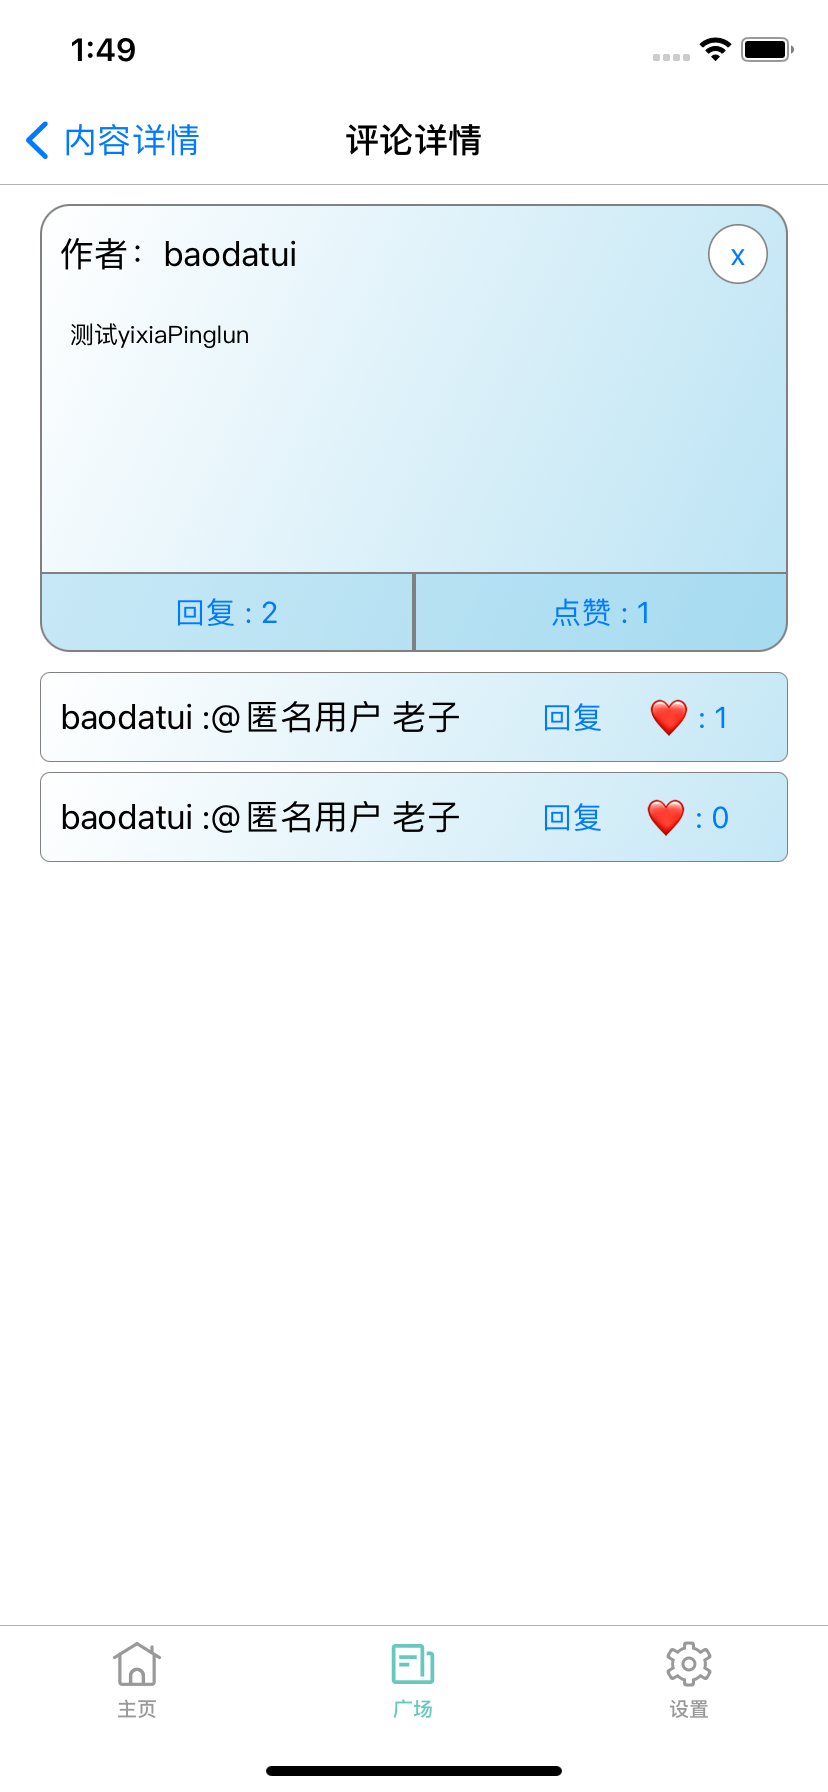 1:49
内容详情 评论详情
作者：baodatui x
测试yixiaPinglun
回复 : 2 点赞 : 1
baodatui :@匿名用户 老子 回复 ❤️ : 1
baodatui :@匿名用户 老子 回复 ❤️ : 0
主页 广场 设置